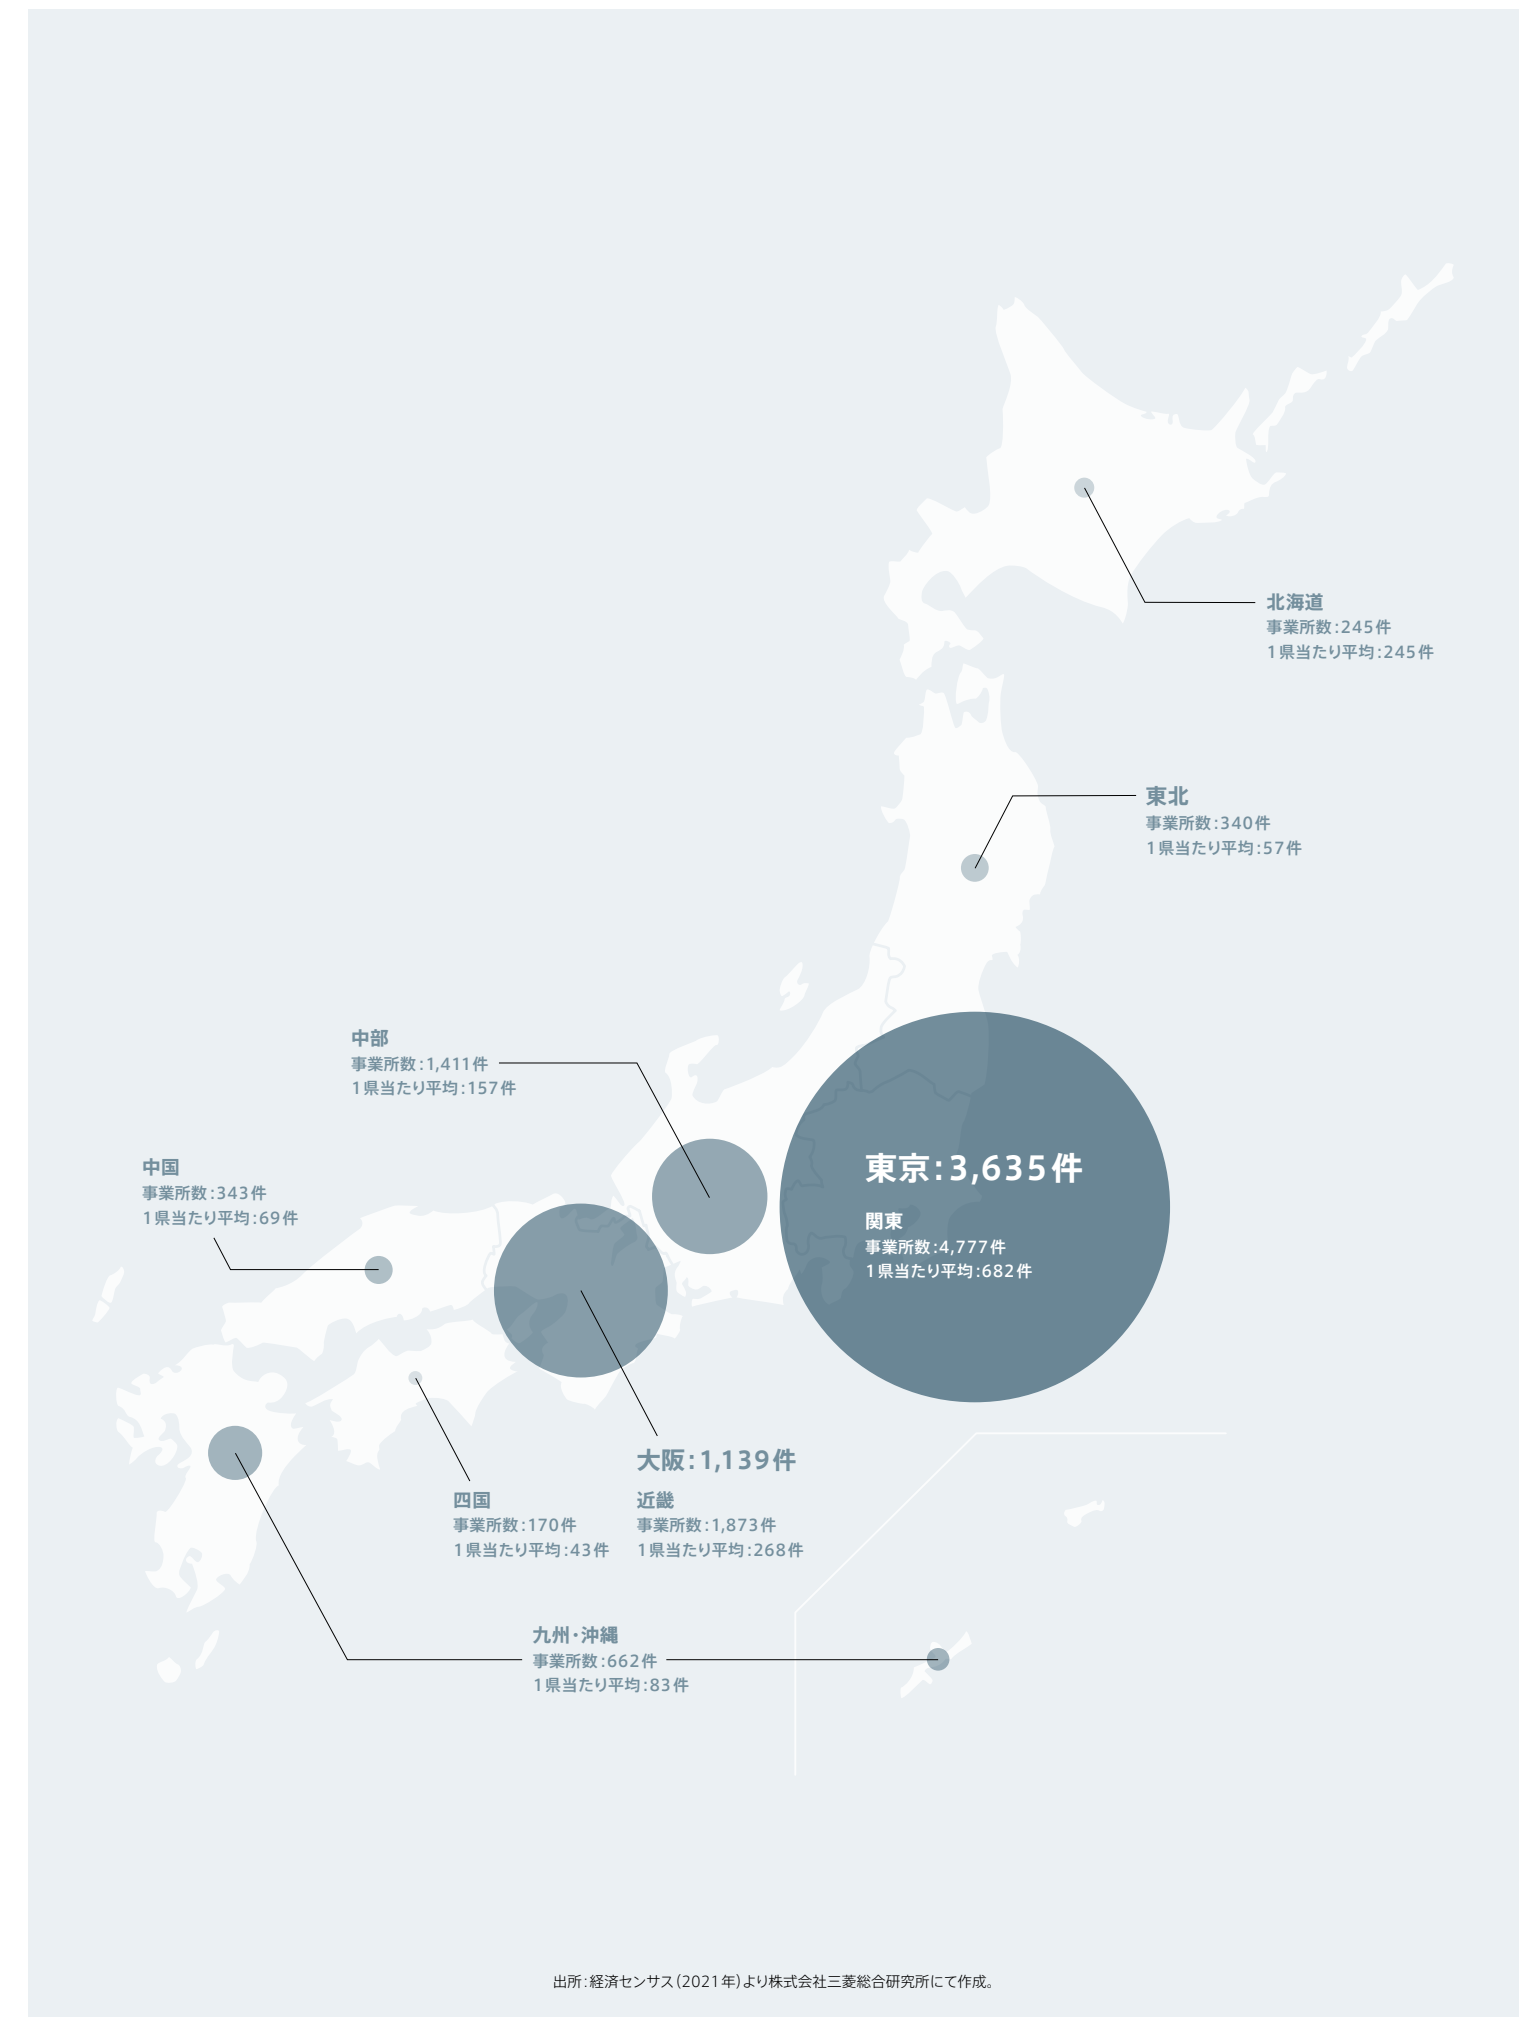 北海道
事業所数:245件
1県当たり平均:245件
東北
事業所数:340件
1県当たり平均:57件
中部
事業所数:1,411件
1県当たり平均:157件
東京:3,635件
関東
事業所数:4,777件
1県当たり平均:682件
中国
事業所数:343件
1県当たり平均:69件
大阪:1,139件
近畿
事業所数:1,873件
1県当たり平均:268件
四国
事業所数:170件
1県当たり平均:43件
九州・沖縄
事業所数:662件
1県当たり平均:83件
出所:経済センサス(2021年)より株式会社三菱総合研究所にて作成。